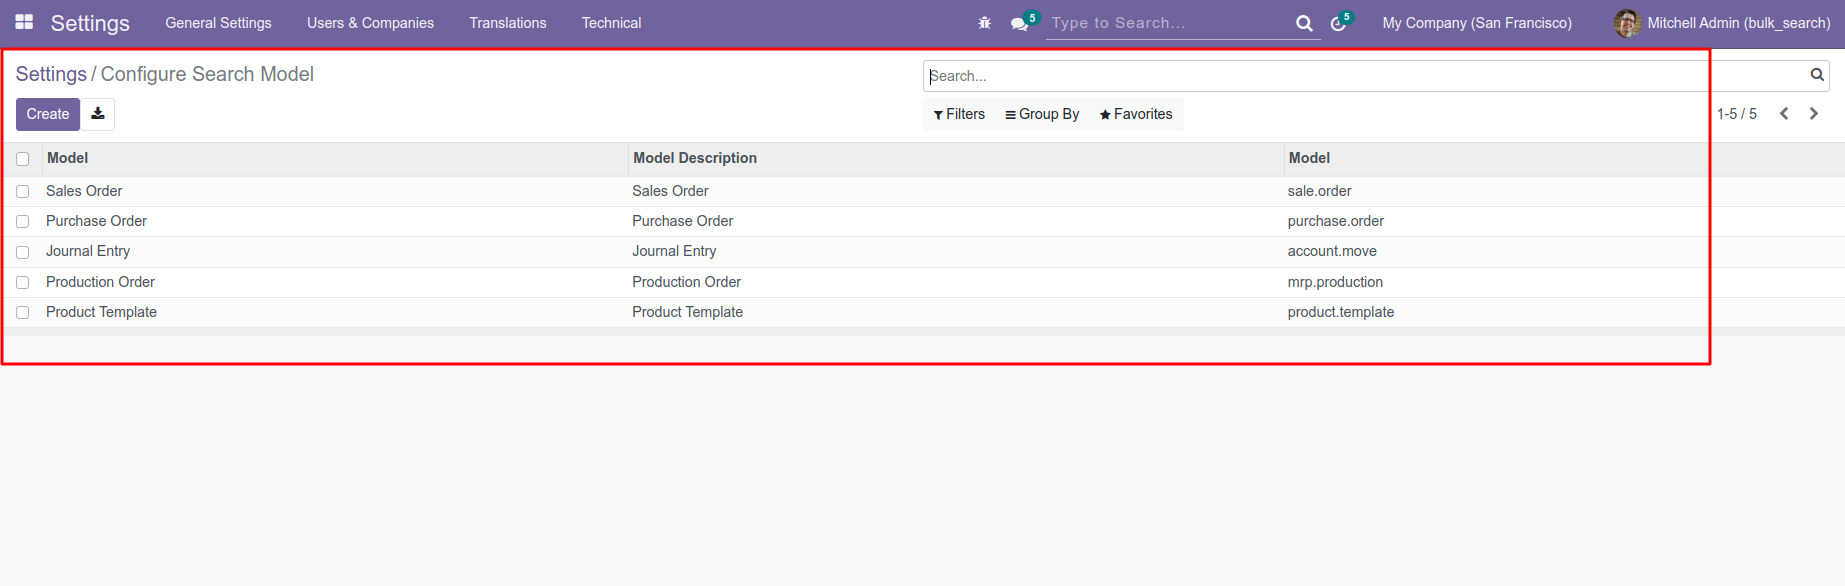 Settings General Settings Users & Companies Translations Technical 5 Type to Search... 5 My Company (San Francisco) Mitchell Admin (bulk_search)
Settings / Configure Search Model Search...
Create Filters Group By Favorites 1-5 / 5
Model Model Description Model
Sales Order Sales Order sale.order
Purchase Order Purchase Order purchase.order
Journal Entry Journal Entry account.move
Production Order Production Order mrp.production
Product Template Product Template product.template